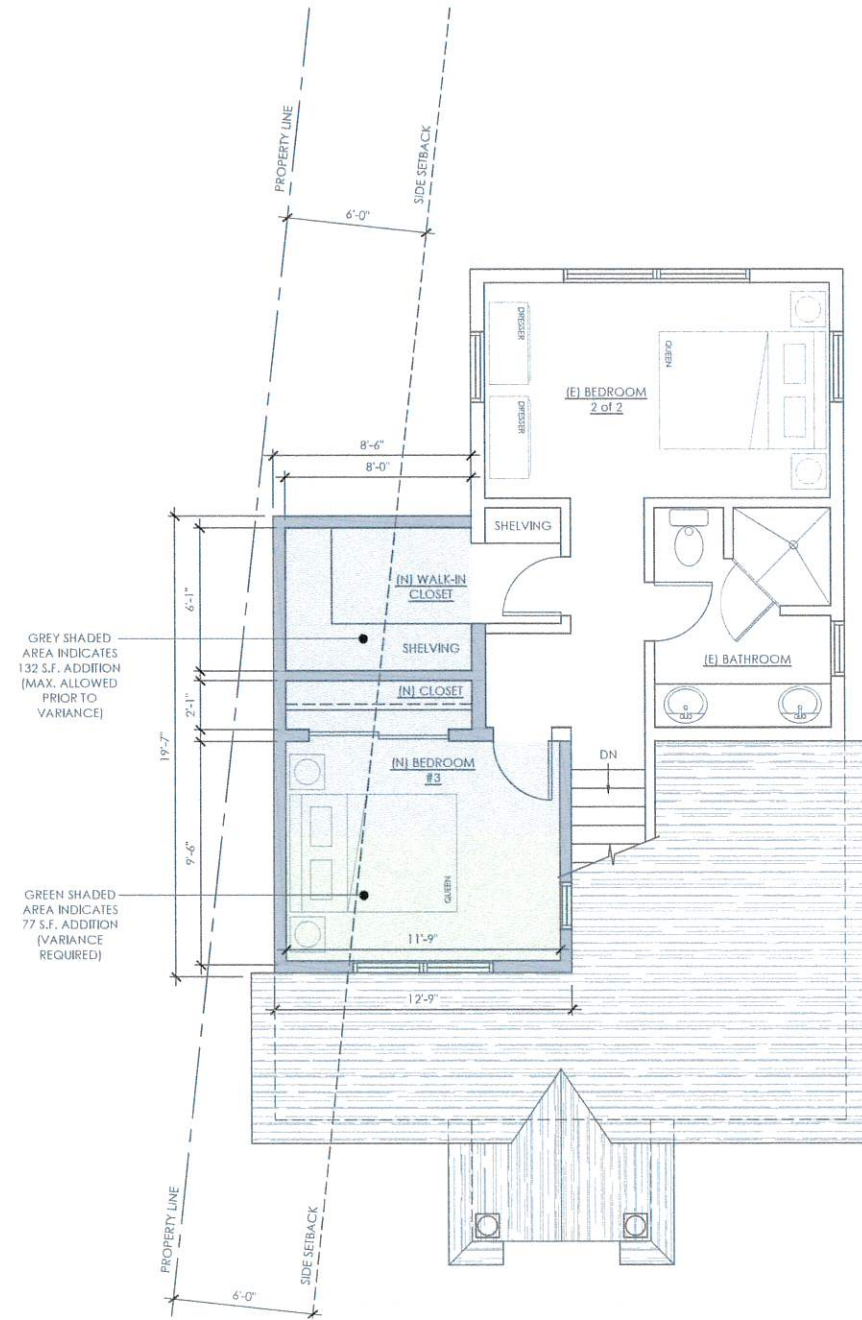 PROPERTY LINE
SIDE SETBACK
6'-0"
DRESSER
DRESSER
QUEEN
(E) BEDROOM
2 of 2
8'-6"
8'-0"
SHELVING
(N) WALK-IN
CLOSET
6'-1"
SHELVING
GREY SHADED
AREA INDICATES
132 S.F. ADDITION
(MAX. ALLOWED
PRIOR TO
VARIANCE)
(E) BATHROOM
(N) CLOSET
2'-1"
19'-7"
(N) BEDROOM
#3
DN
9'-6"
QUEEN
GREEN SHADED
AREA INDICATES
77 S.F. ADDITION
(VARIANCE
REQUIRED)
11'-9"
12'-9"
PROPERTY LINE
SIDE SETBACK
6'-0"